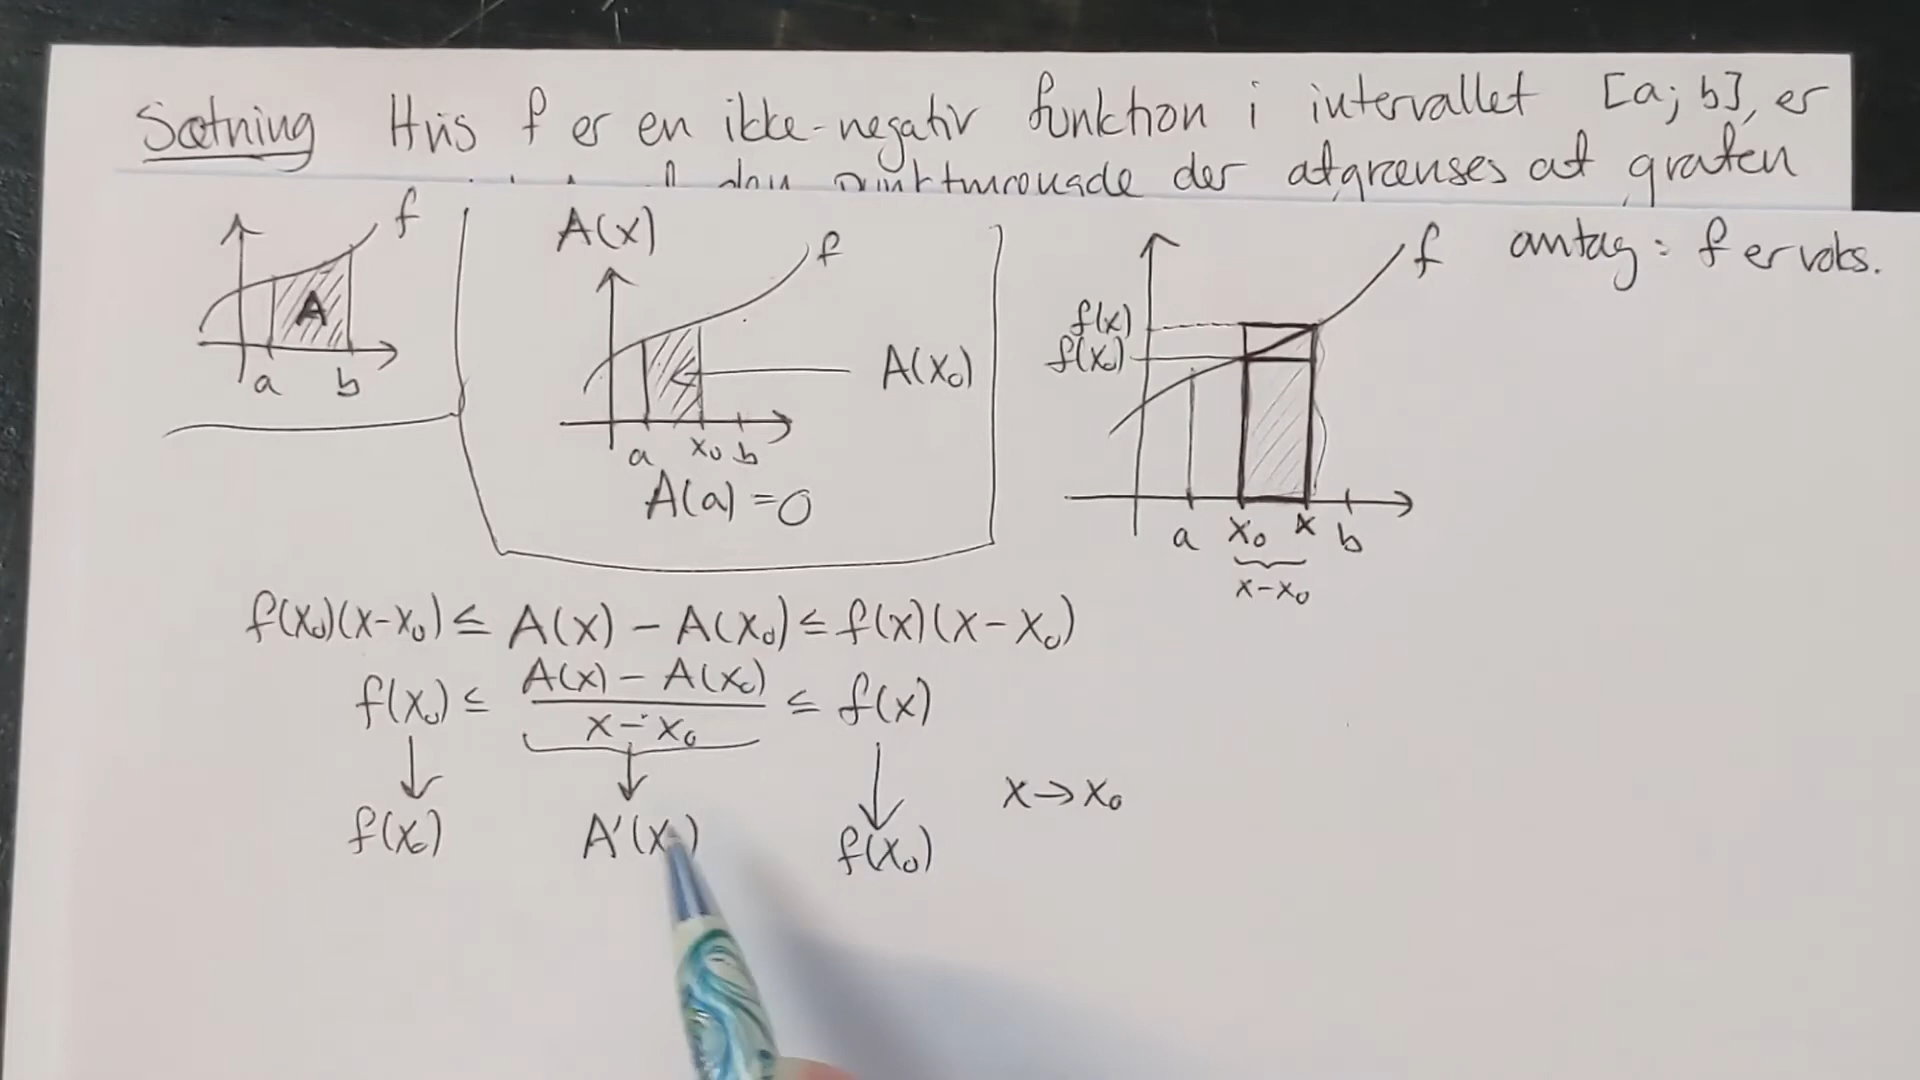 Sætning Hvis f er en ikke-negativ funktion i intervallet [a; b], er
punktmængde der afgrænses af grafen
f
A
a b
A(x)
f
A(x₀)
a x₀ b
A(a) = 0
f antag: f er voks.
f(x)
f(x₀)
a x₀ x b
x-x₀
f(x₀)(x-x₀) ≤ A(x) - A(x₀) ≤ f(x)(x-x₀)
f(x₀) ≤ \frac{A(x) - A(x₀)}{x - x₀} ≤ f(x)
↓ ↓ ↓
f(x₀) A'(x₀) f(x₀) x→x₀